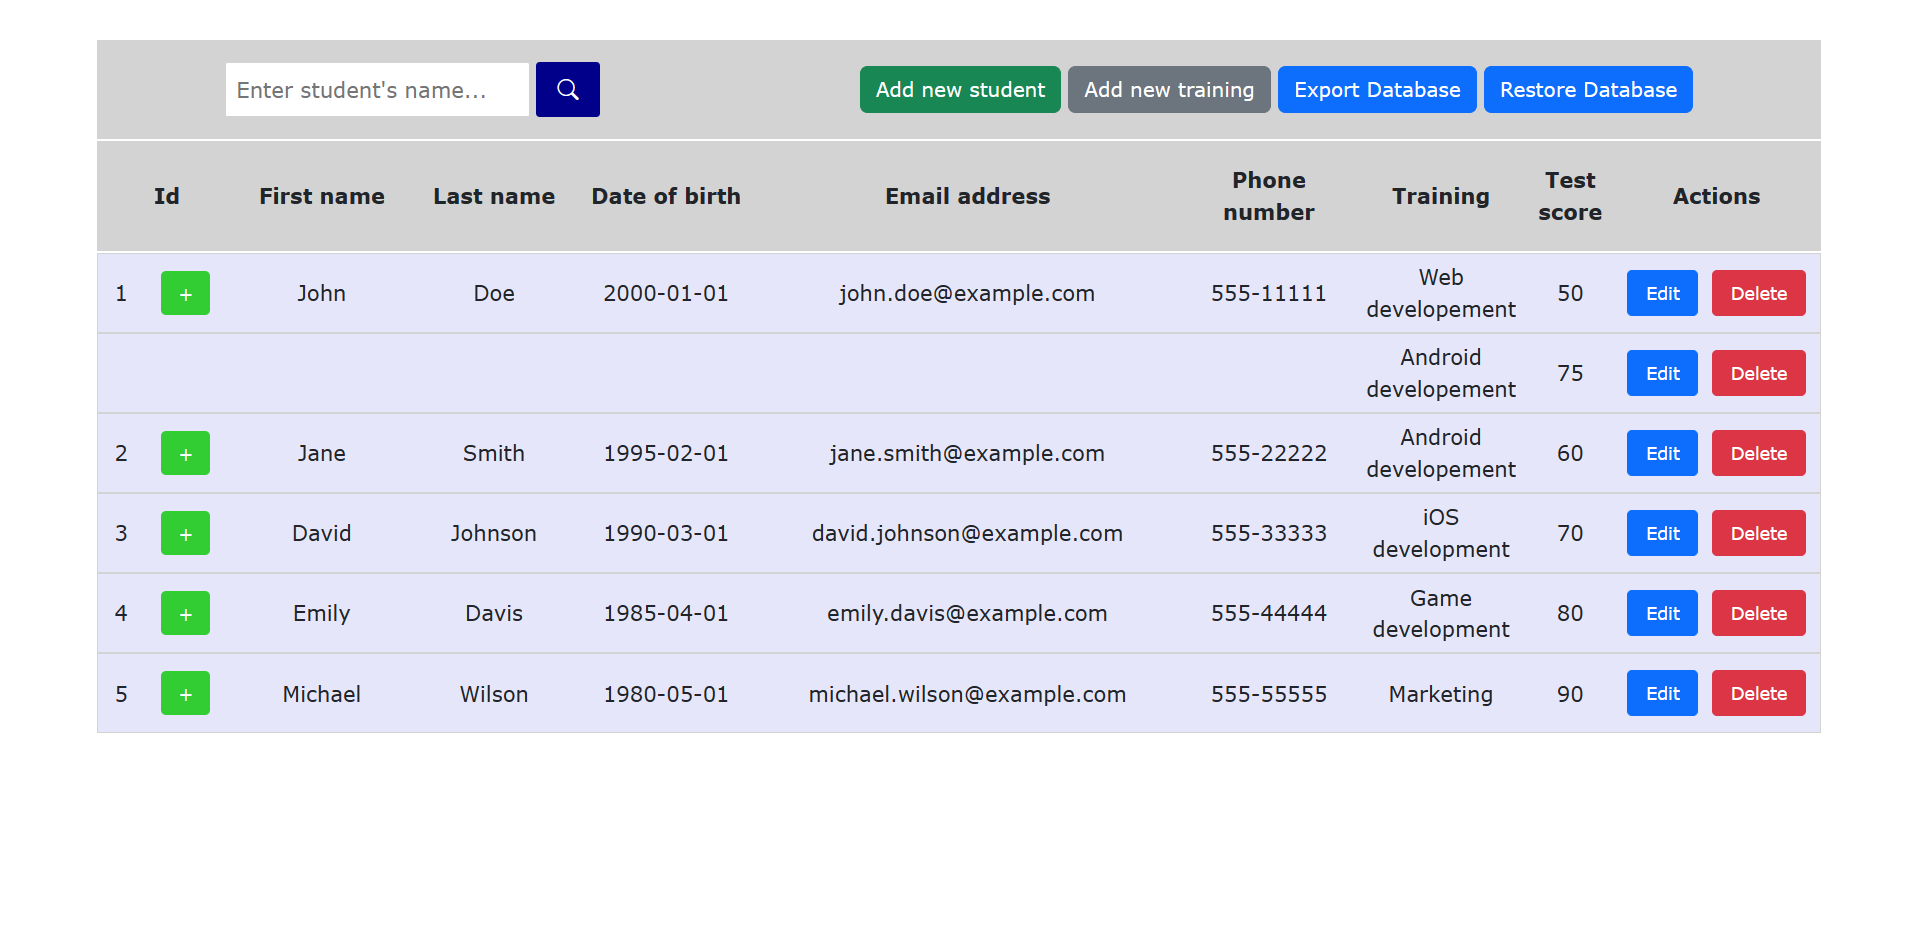 Enter student's name...
Add new student Add new training Export Database Restore Database
Id First name Last name Date of birth Email address Phone number Training Test score Actions
1 + John Doe 2000-01-01 john.doe@example.com 555-11111 Web developement 50 Edit Delete
Android developement 75 Edit Delete
2 + Jane Smith 1995-02-01 jane.smith@example.com 555-22222 Android developement 60 Edit Delete
3 + David Johnson 1990-03-01 david.johnson@example.com 555-33333 iOS development 70 Edit Delete
4 + Emily Davis 1985-04-01 emily.davis@example.com 555-44444 Game development 80 Edit Delete
5 + Michael Wilson 1980-05-01 michael.wilson@example.com 555-55555 Marketing 90 Edit Delete